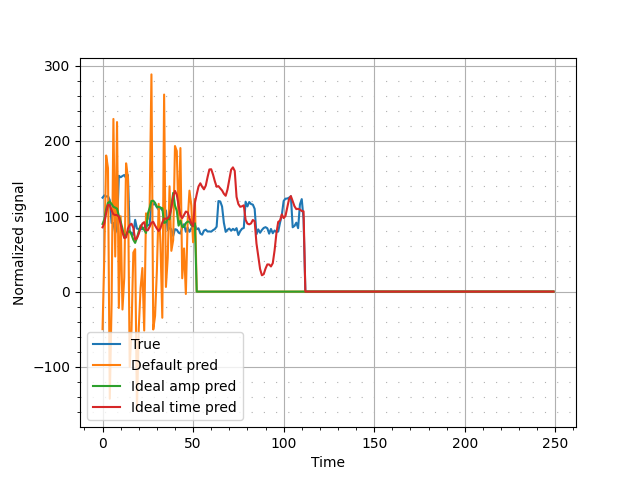 300
200
100
0
−100
Normalized signal
True
Default pred
Ideal amp pred
Ideal time pred
0
50
100
150
200
250
Time